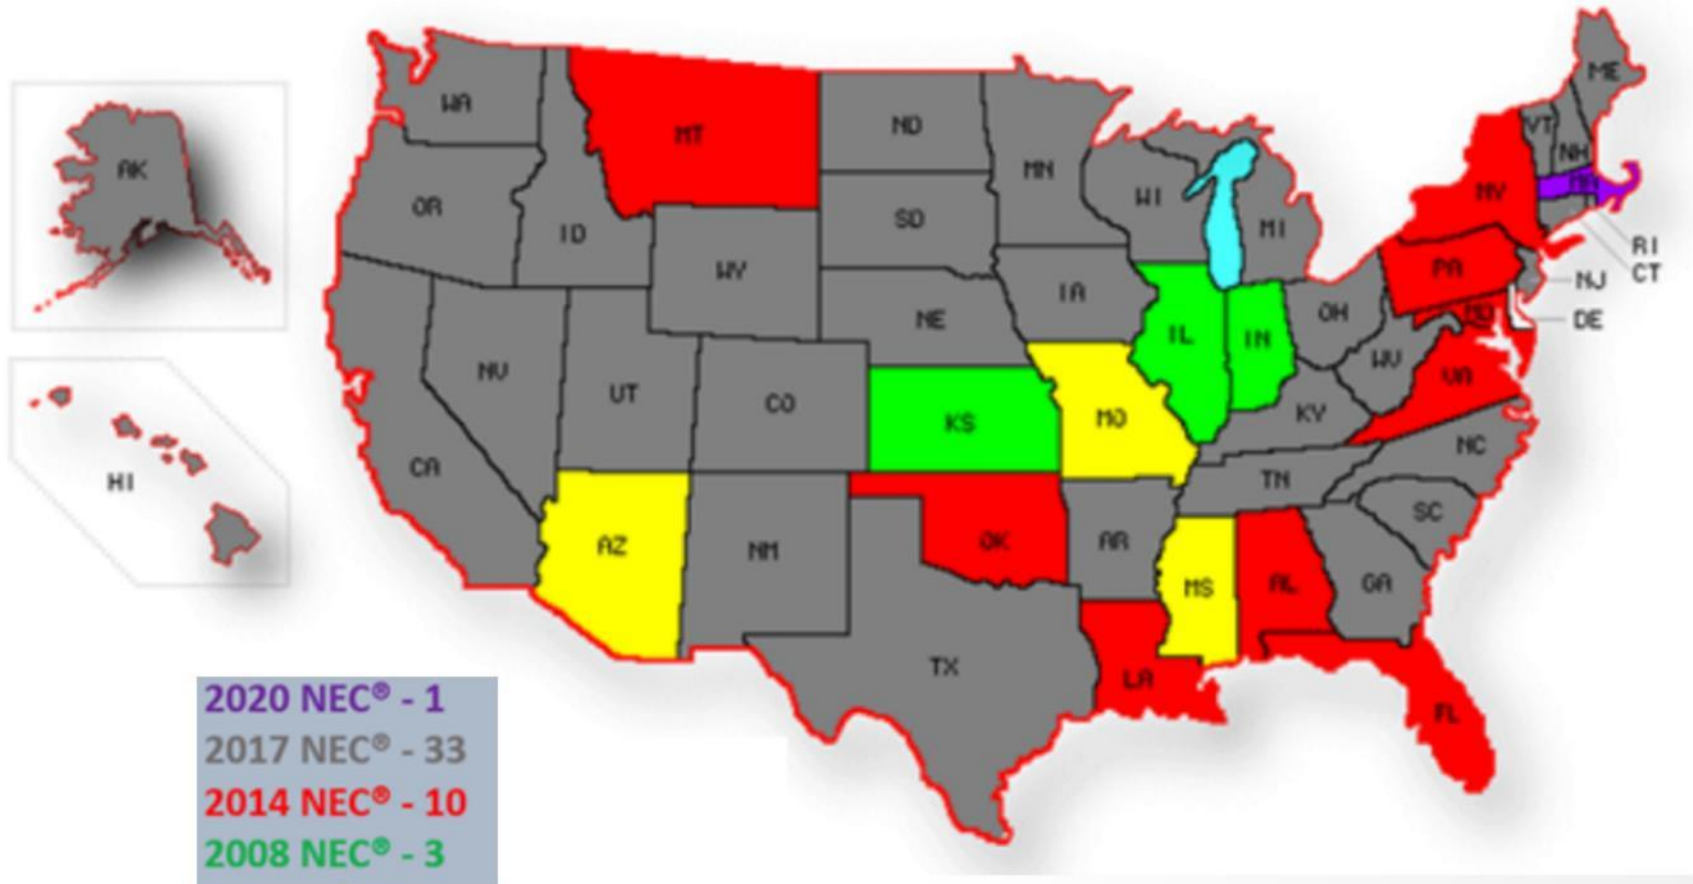 ME
WA
MT
ND
VT
NH
MN
AK
MA
WI
NY
OR
SD
ID
MI
RI
PA
WY
CT
NJ
IA
NE
OH
MD
DE
IL
IN
WV
NV
VA
UT
CO
KY
MO
KS
NC
CA
TN
HI
SC
AZ
NM
OK
AR
MS
AL
GA
TX
LA
FL
2020 NEC® - 1
2017 NEC® - 33
2014 NEC® - 10
2008 NEC® - 3